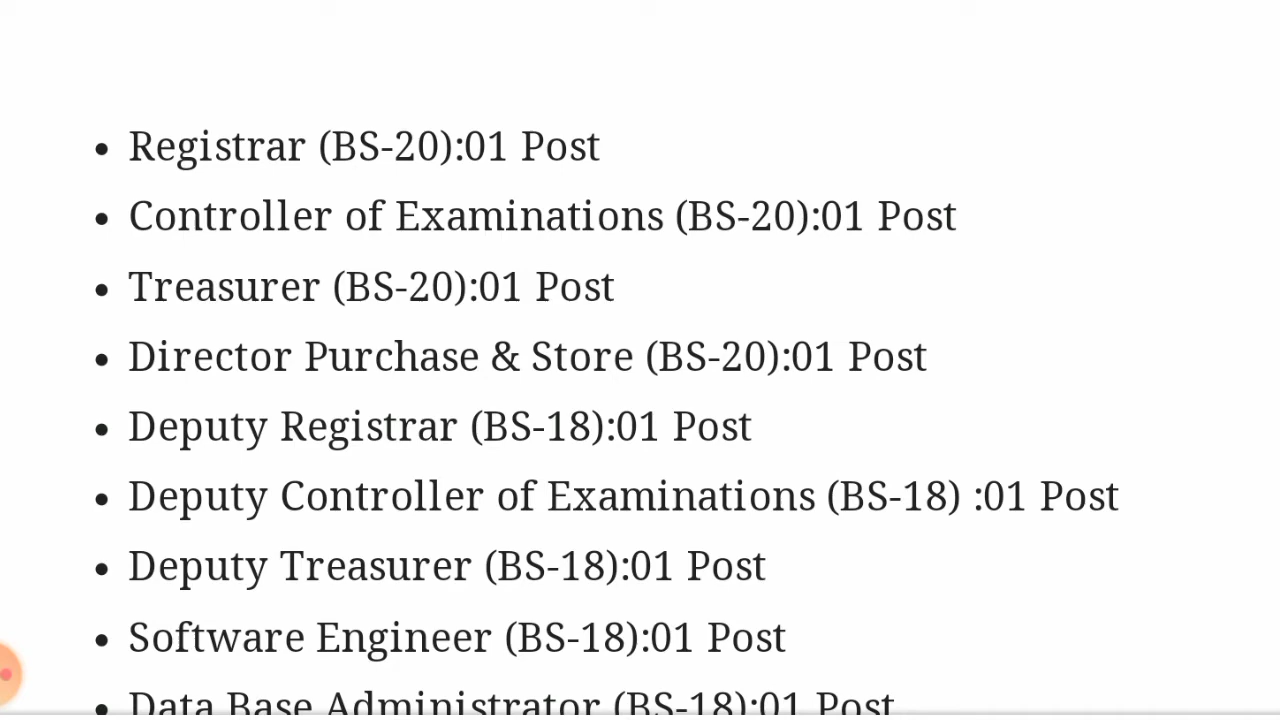 • Registrar (BS-20):01 Post
• Controller of Examinations (BS-20):01 Post
• Treasurer (BS-20):01 Post
• Director Purchase & Store (BS-20):01 Post
• Deputy Registrar (BS-18):01 Post
• Deputy Controller of Examinations (BS-18) :01 Post
• Deputy Treasurer (BS-18):01 Post
• Software Engineer (BS-18):01 Post
• Data Base Administrator (BS-18):01 Post